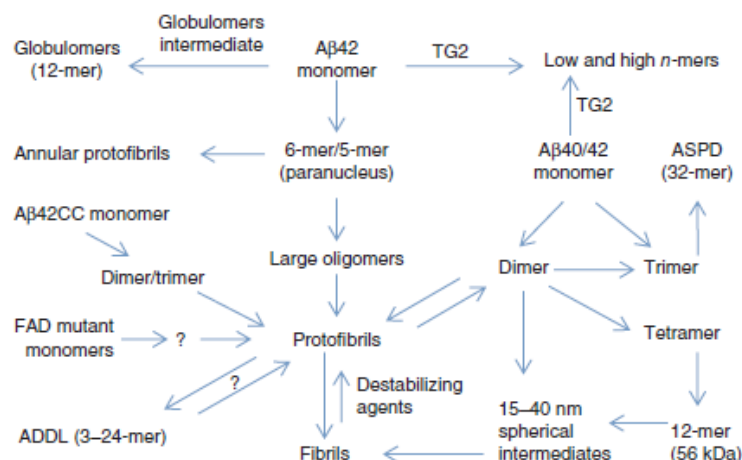 Globulomers
intermediate
Globulomers
(12-mer)
Aβ42
monomer
TG2
Low and high n-mers
TG2
Annular protofibrils
6-mer/5-mer
(paranucleus)
Aβ40/42
monomer
ASPD
(32-mer)
Aβ42CC monomer
Dimer/trimer
Large oligomers
Dimer
Trimer
FAD mutant
monomers
?
Protofibrils
Tetramer
?
Destabilizing
agents
ADDL (3–24-mer)
Fibrils
15–40 nm
spherical
intermediates
12-mer
(56 kDa)